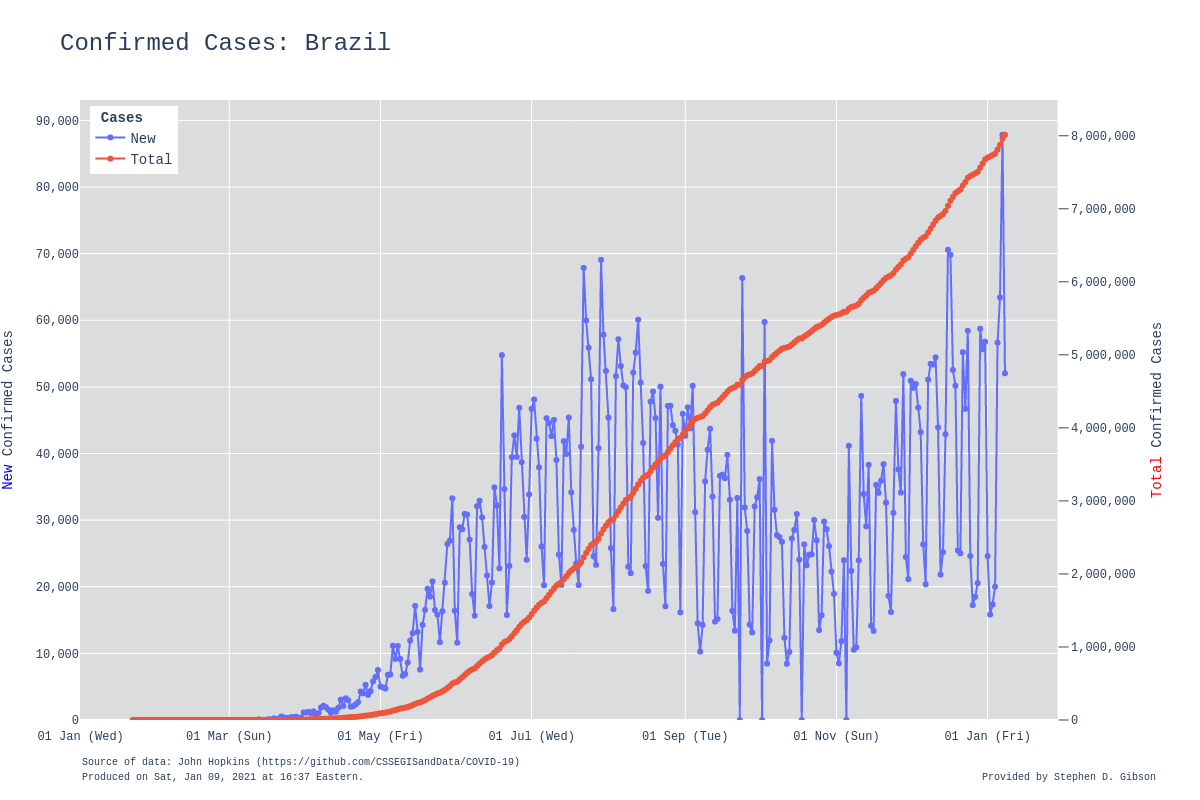 Confirmed Cases: Brazil
Cases
New
Total
90,000
80,000
70,000
60,000
50,000
40,000
30,000
20,000
10,000
0
8,000,000
7,000,000
6,000,000
5,000,000
4,000,000
3,000,000
2,000,000
1,000,000
0
New Confirmed Cases
Total Confirmed Cases
01 Jan (Wed) 01 Mar (Sun) 01 May (Fri) 01 Jul (Wed) 01 Sep (Tue) 01 Nov (Sun) 01 Jan (Fri)
Source of data: John Hopkins (https://github.com/CSSEGISandData/COVID-19)
Produced on Sat, Jan 09, 2021 at 16:37 Eastern.
Provided by Stephen D. Gibson